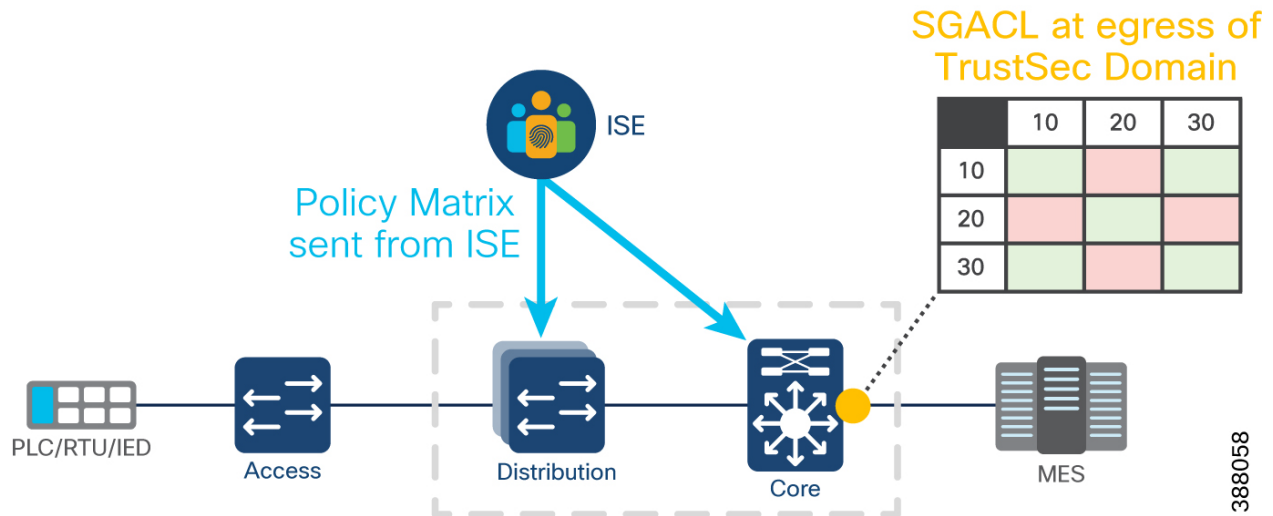 SGACL at egress of
TrustSec Domain
10 20 30
10
20
30
ISE
Policy Matrix
sent from ISE
PLC/RTU/IED
Access
Distribution
Core
MES
388058